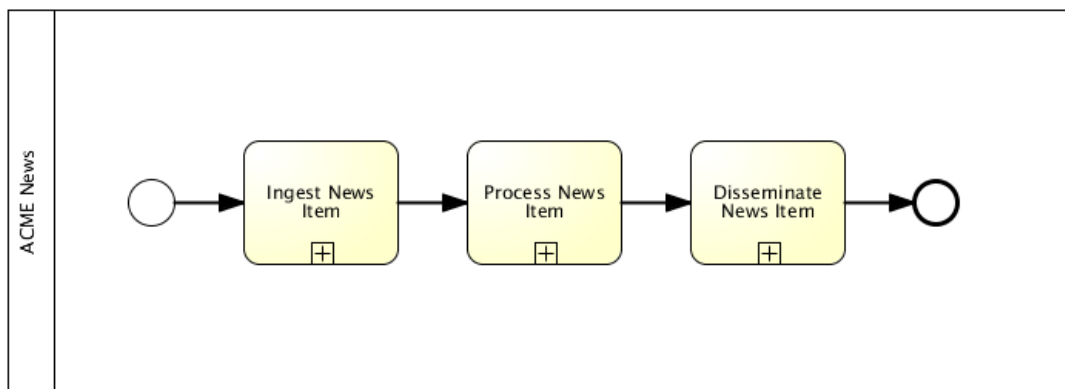 ACME News
Ingest News
Item
Process News
Item
Disseminate
News Item